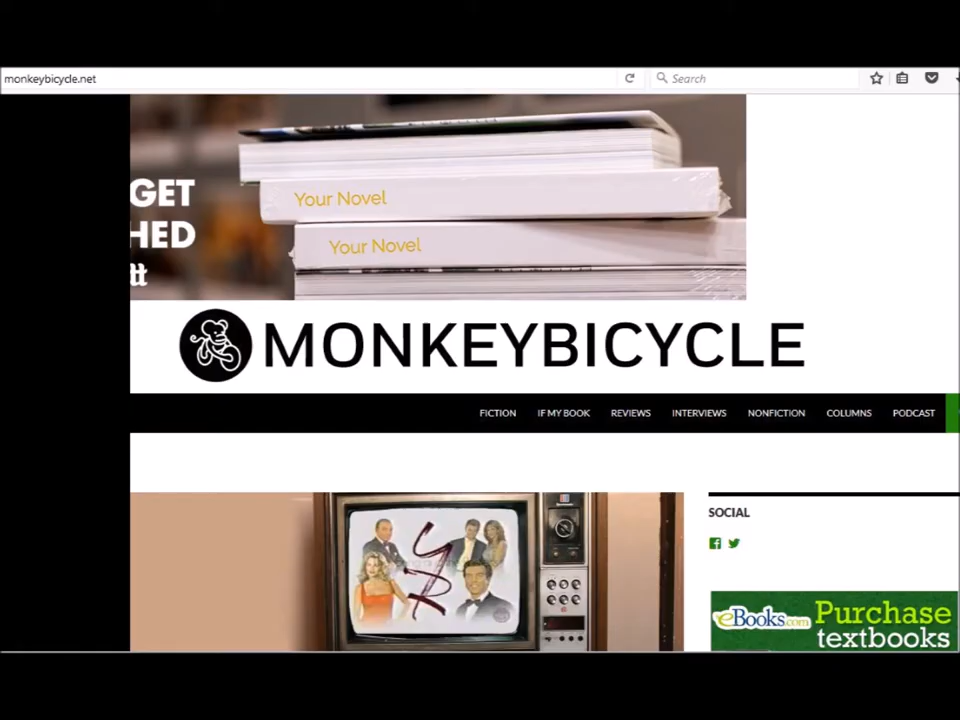 monkeybicycle.net
Search
GET
HED
tt
Your Novel
Your Novel
MONKEYBICYCLE
FICTION IF MY BOOK REVIEWS INTERVIEWS NONFICTION COLUMNS PODCAST
SOCIAL
eBooks.com Purchase
textbooks